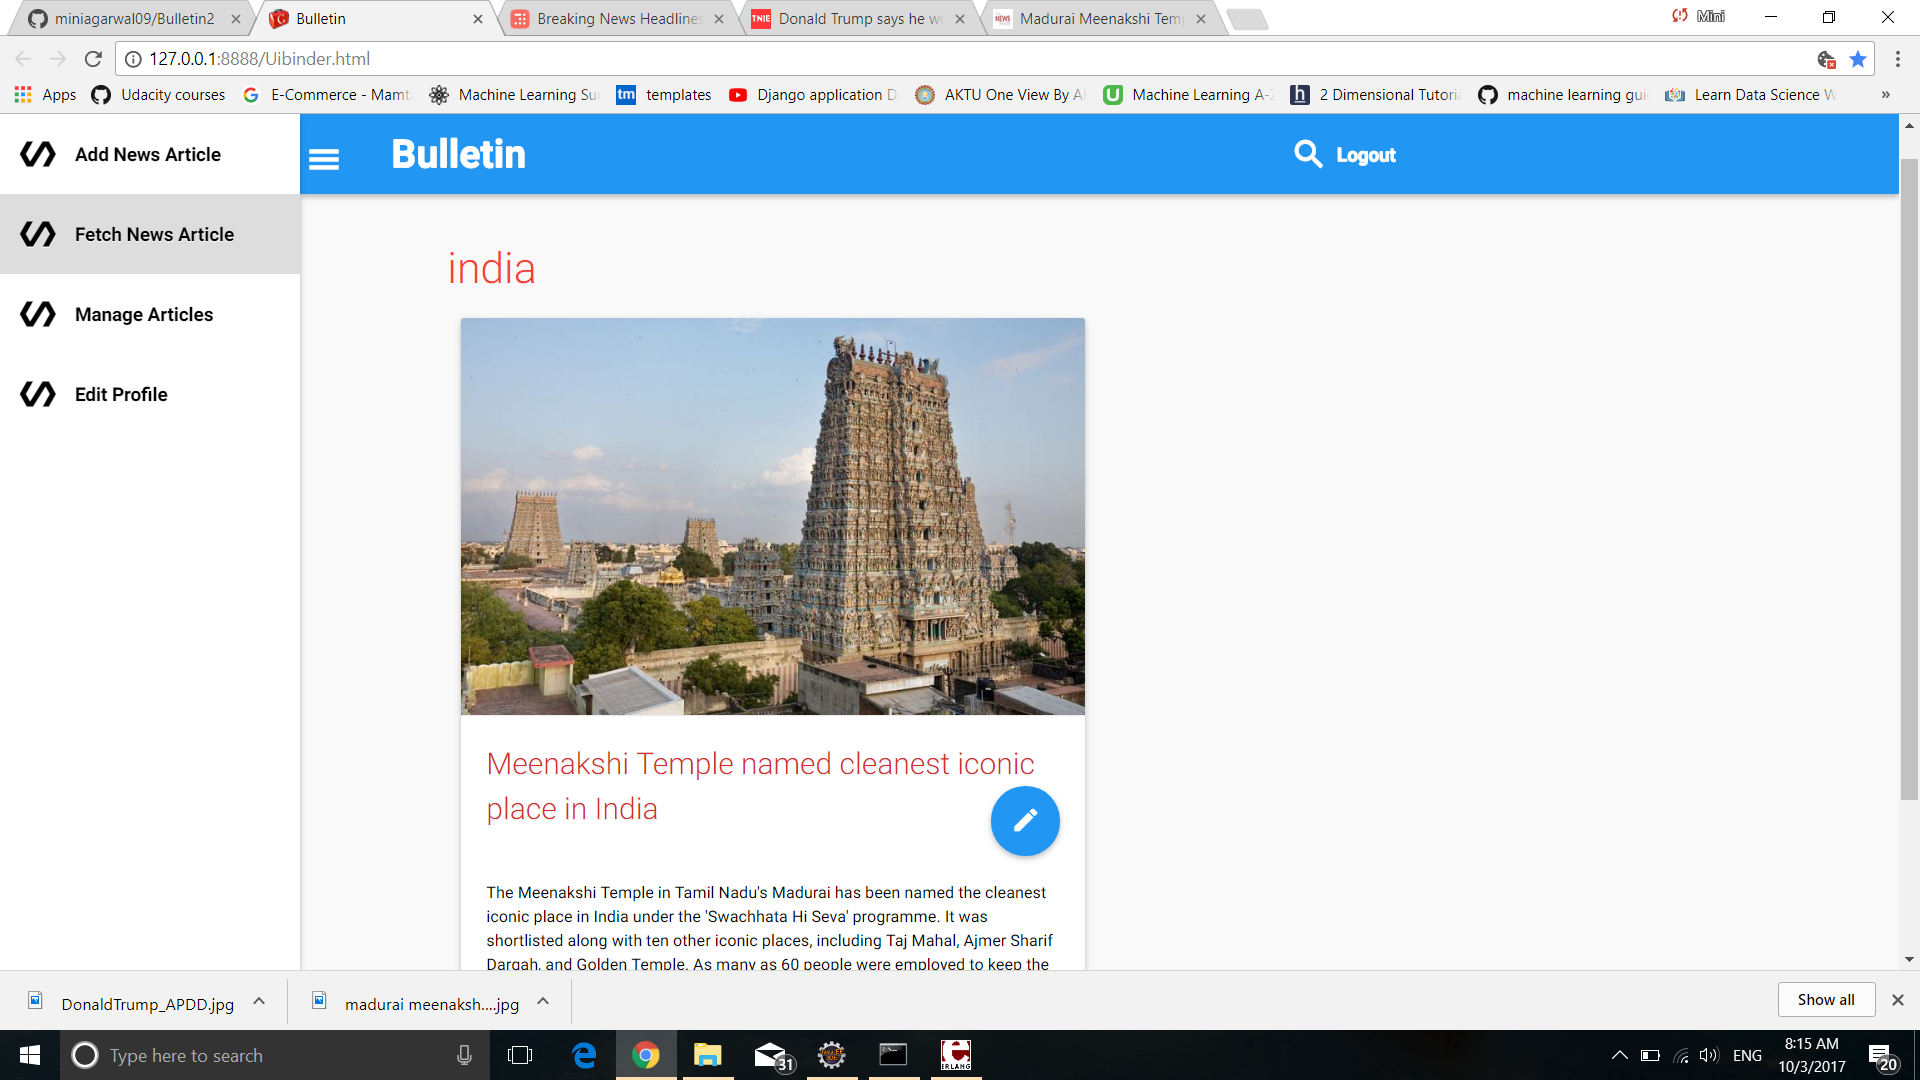 miniagarwal09/Bulletin2
Bulletin
Breaking News Headlines
Donald Trump says he w
Madurai Meenakshi Tem
Mini
127.0.0.1:8888/Uibinder.html
Apps
Udacity courses
E-Commerce - Mamt
Machine Learning Su
tm
templates
Django application D
AKTU One View By A
Machine Learning A-Z
2 Dimensional Tutori
machine learning gui
Learn Data Science W
»
Add News Article
Fetch News Article
Manage Articles
Edit Profile
Bulletin
Logout
india
Meenakshi Temple named cleanest iconic
place in India
The Meenakshi Temple in Tamil Nadu's Madurai has been named the cleanest
iconic place in India under the 'Swachhata Hi Seva' programme. It was
shortlisted along with ten other iconic places, including Taj Mahal, Ajmer Sharif
Dargah, and Golden Temple. As many as 60 people were employed to keep the
DonaldTrump_APDD.jpg
madurai meenaksh....jpg
Show all
Type here to search
31
ERLANG
ENG
8:15 AM
10/3/2017
20